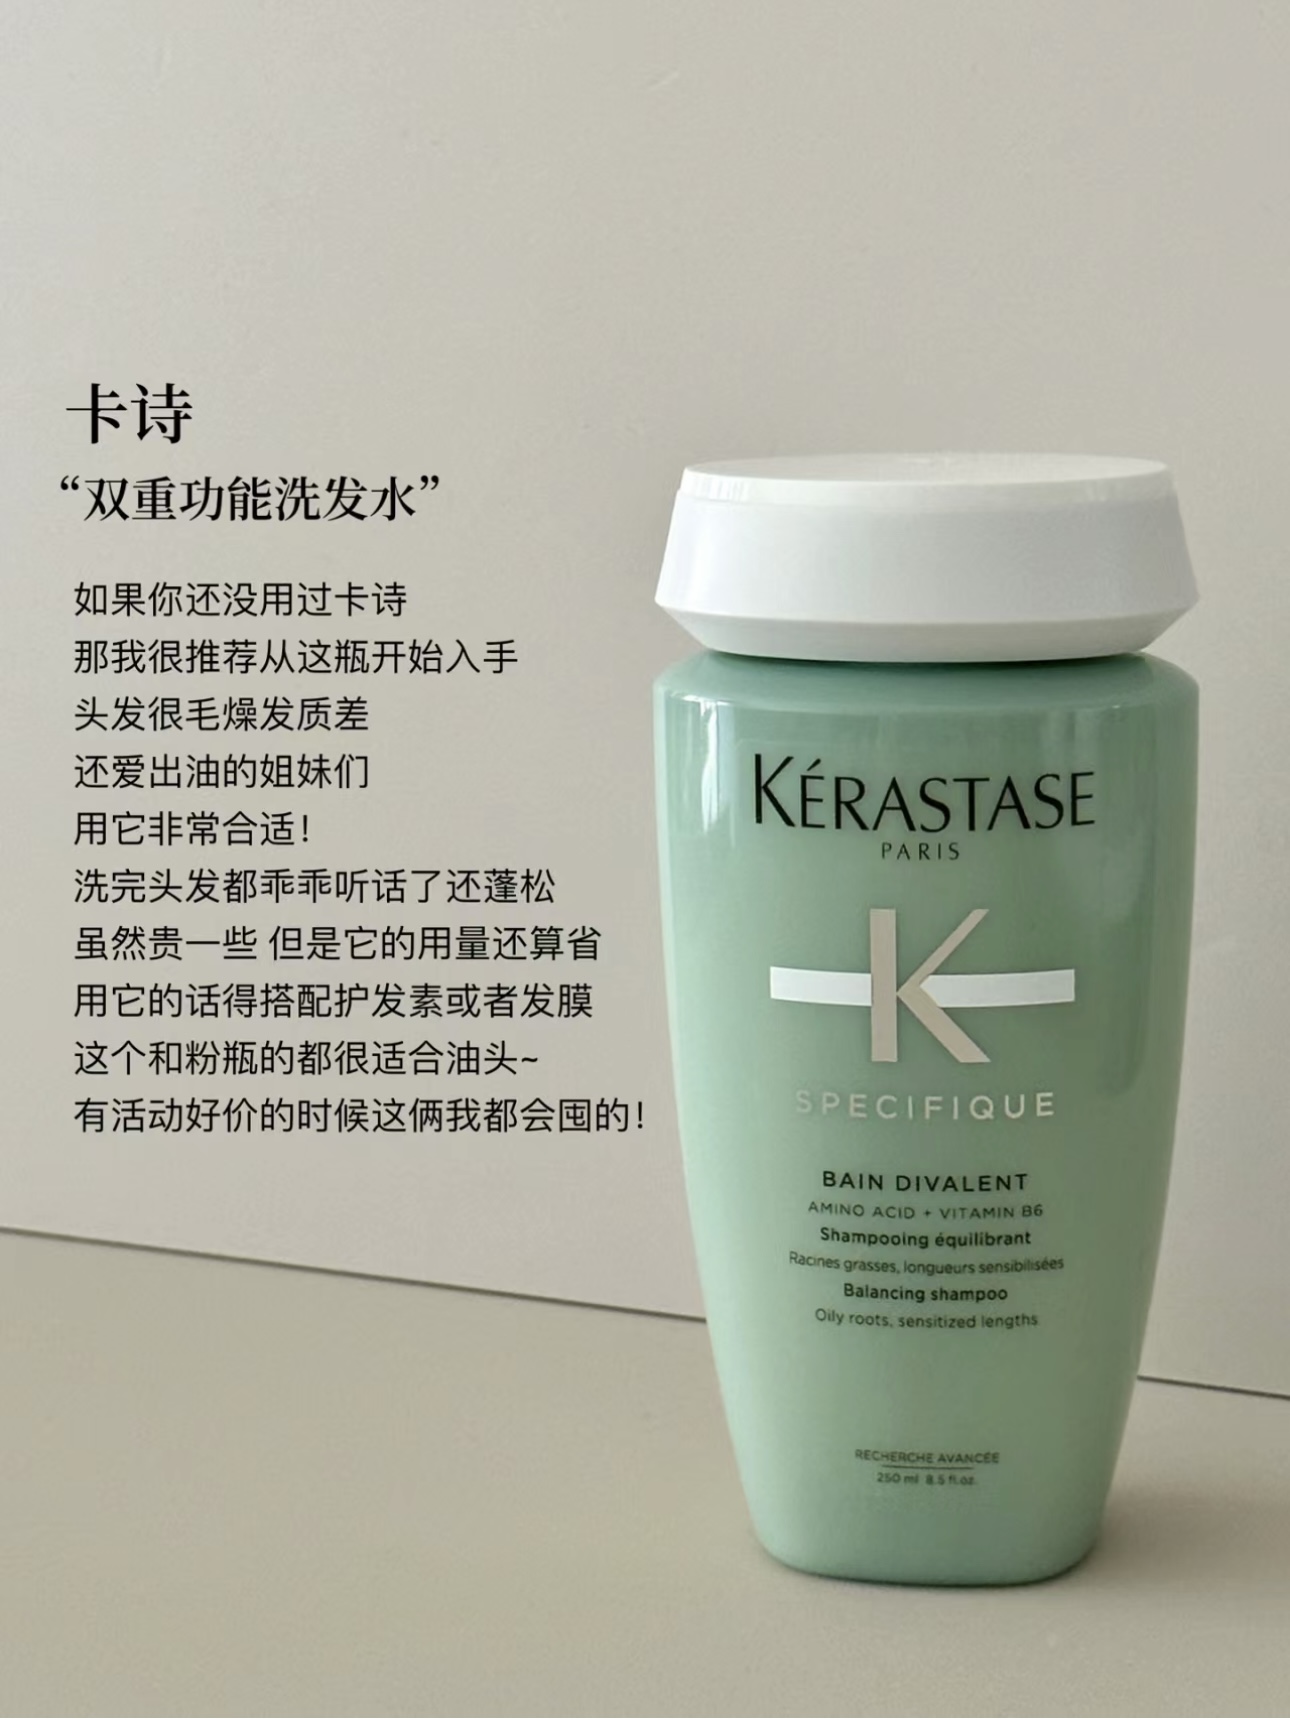 卡诗
“双重功能洗发水”
如果你还没用过卡诗
那我很推荐从这瓶开始入手
头发很毛燥发质差
还爱出油的姐妹们
用它非常合适！
洗完头发都乖乖听话了还蓬松
虽然贵一些 但是它的用量还算省
用它的话得搭配护发素或者发膜
这个和粉瓶的都很适合油头~
有活动好价的时候这俩我都会囤的！
KÉRASTASE
PARIS
K
SPECIFIQUE
BAIN DIVALENT
AMINO ACID + VITAMIN B6
Shampooing équilibrant
Racines grasses, longueurs sensibilisées
Balancing shampoo
Oily roots, sensitized lengths
RECHERCHE AVANCÉE
250 ml 8.5 fl.oz.